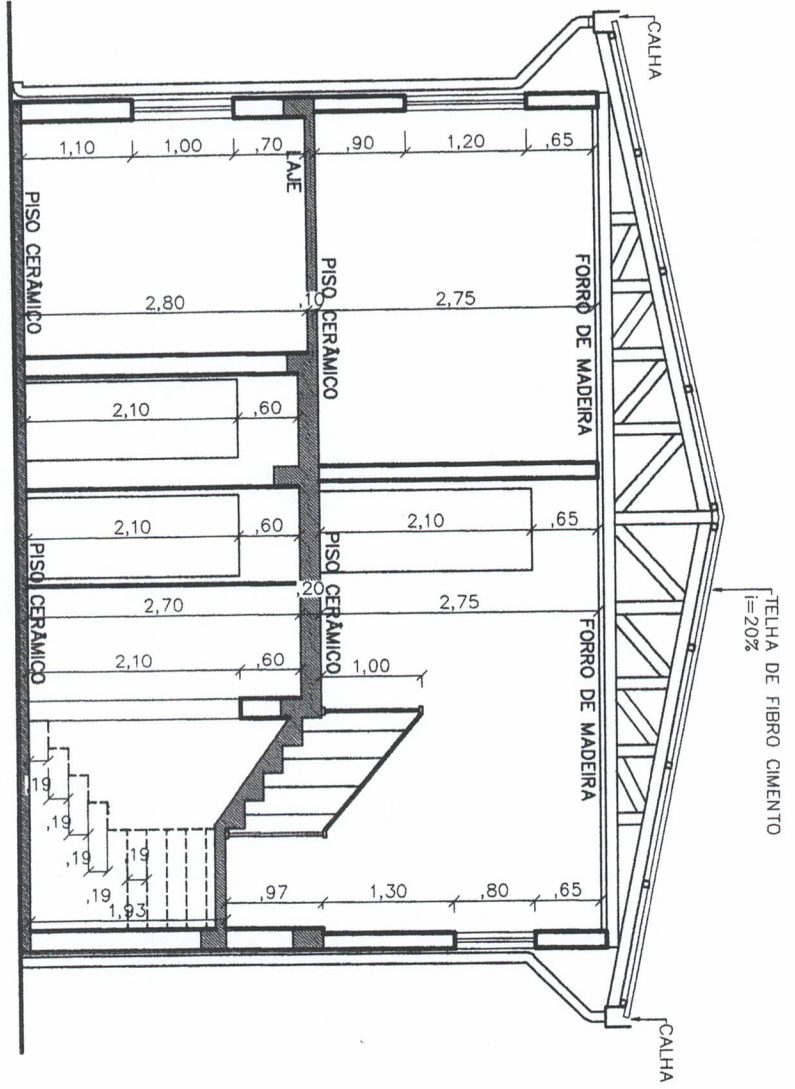 CALHA
TELHA DE FIBRO CIMENTO
i=20%
CALHA
FORRO DE MADEIRA
FORRO DE MADEIRA
,65
1,20
,90
2,75
,65
2,10
2,75
1,00
,65
,80
1,30
,97
PISO CERÂMICO
PISO CERÂMICO
LAJE
,10
,20
,70
1,00
1,10
2,80
,60
2,10
,60
2,10
2,70
,60
2,10
19
,19
,19
,19
,19
1,93
PISO CERÂMICO
PISO CERÂMICO